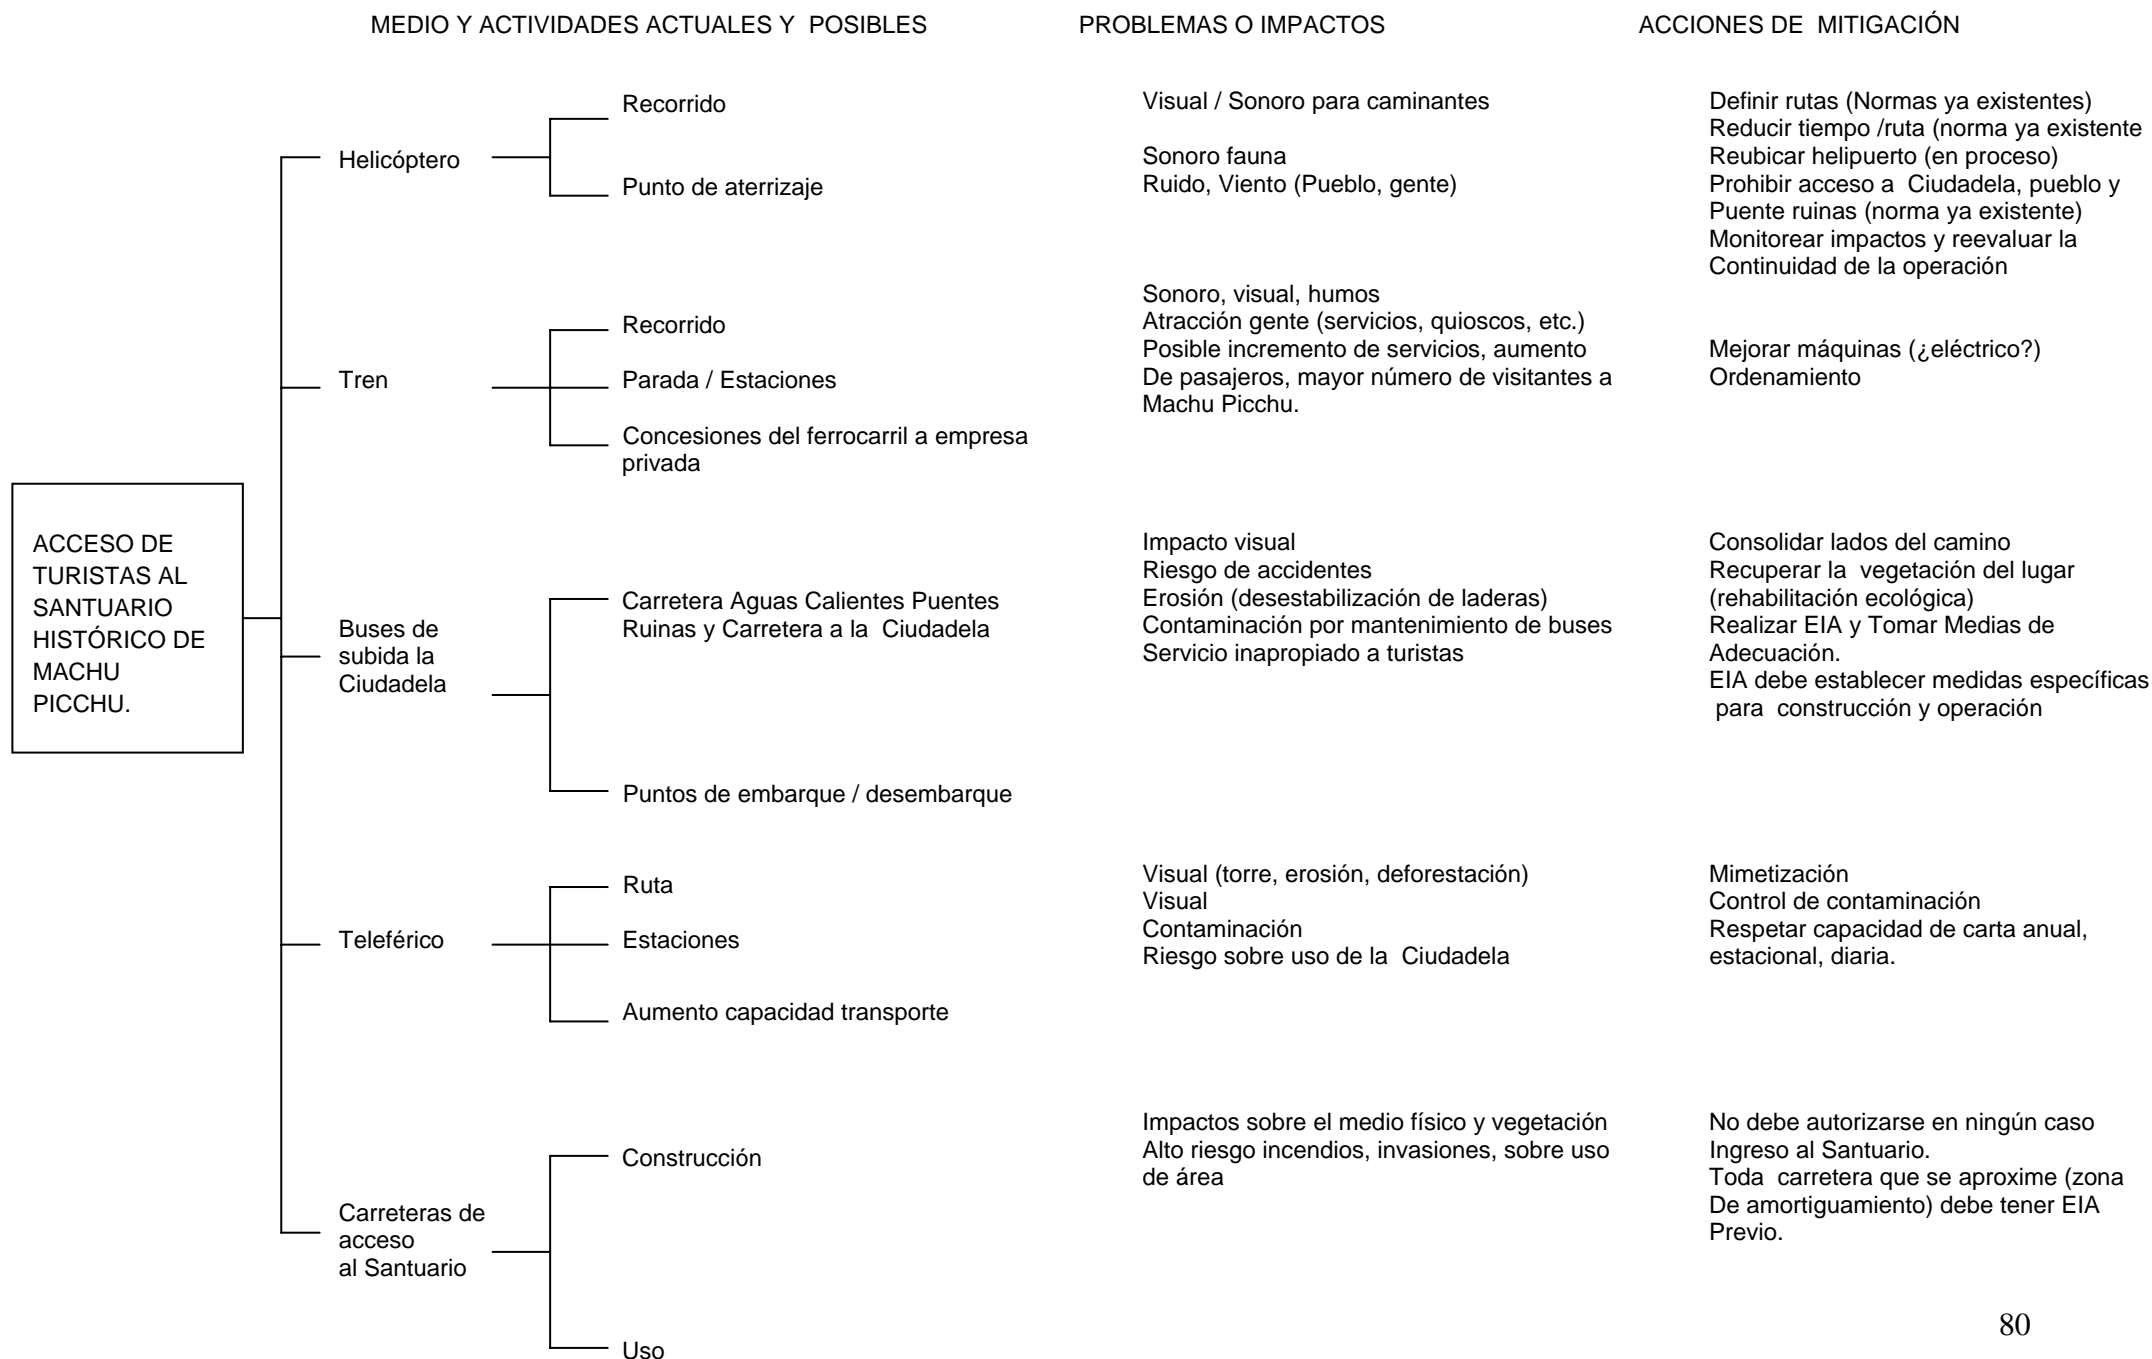 MEDIO Y ACTIVIDADES ACTUALES Y POSIBLES
PROBLEMAS O IMPACTOS
ACCIONES DE MITIGACIÓN
ACCESO DE
TURISTAS AL
SANTUARIO
HISTÓRICO DE
MACHU
PICCHU.
Helicóptero
Recorrido
Punto de aterrizaje
Visual / Sonoro para caminantes
Sonoro fauna
Ruido, Viento (Pueblo, gente)
Definir rutas (Normas ya existentes)
Reducir tiempo /ruta (norma ya existente
Reubicar helipuerto (en proceso)
Prohibir acceso a Ciudadela, pueblo y
Puente ruinas (norma ya existente)
Monitorear impactos y reevaluar la
Continuidad de la operación
Tren
Recorrido
Parada / Estaciones
Concesiones del ferrocarril a empresa
privada
Sonoro, visual, humos
Atracción gente (servicios, quioscos, etc.)
Posible incremento de servicios, aumento
De pasajeros, mayor número de visitantes a
Machu Picchu.
Mejorar máquinas (¿eléctrico?)
Ordenamiento
Buses de
subida la
Ciudadela
Carretera Aguas Calientes Puentes
Ruinas y Carretera a la Ciudadela
Puntos de embarque / desembarque
Impacto visual
Riesgo de accidentes
Erosión (desestabilización de laderas)
Contaminación por mantenimiento de buses
Servicio inapropiado a turistas
Consolidar lados del camino
Recuperar la vegetación del lugar
(rehabilitación ecológica)
Realizar EIA y Tomar Medias de
Adecuación.
EIA debe establecer medidas específicas
para construcción y operación
Teleférico
Ruta
Estaciones
Aumento capacidad transporte
Visual (torre, erosión, deforestación)
Visual
Contaminación
Riesgo sobre uso de la Ciudadela
Mimetización
Control de contaminación
Respetar capacidad de carta anual,
estacional, diaria.
Carreteras de
acceso
al Santuario
Construcción
Uso
Impactos sobre el medio físico y vegetación
Alto riesgo incendios, invasiones, sobre uso
de área
No debe autorizarse en ningún caso
Ingreso al Santuario.
Toda carretera que se aproxime (zona
De amortiguamiento) debe tener EIA
Previo.
80